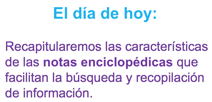 El día de hoy:
Recapitularemos las características
de las notas enciclopédicas que
facilitan la búsqueda y recopilación
de información.